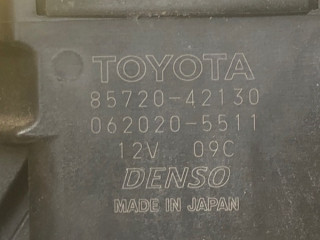 TOYOTA
85720-42130
062020-5511
12V 09C
DENSO
MADE IN JAPAN